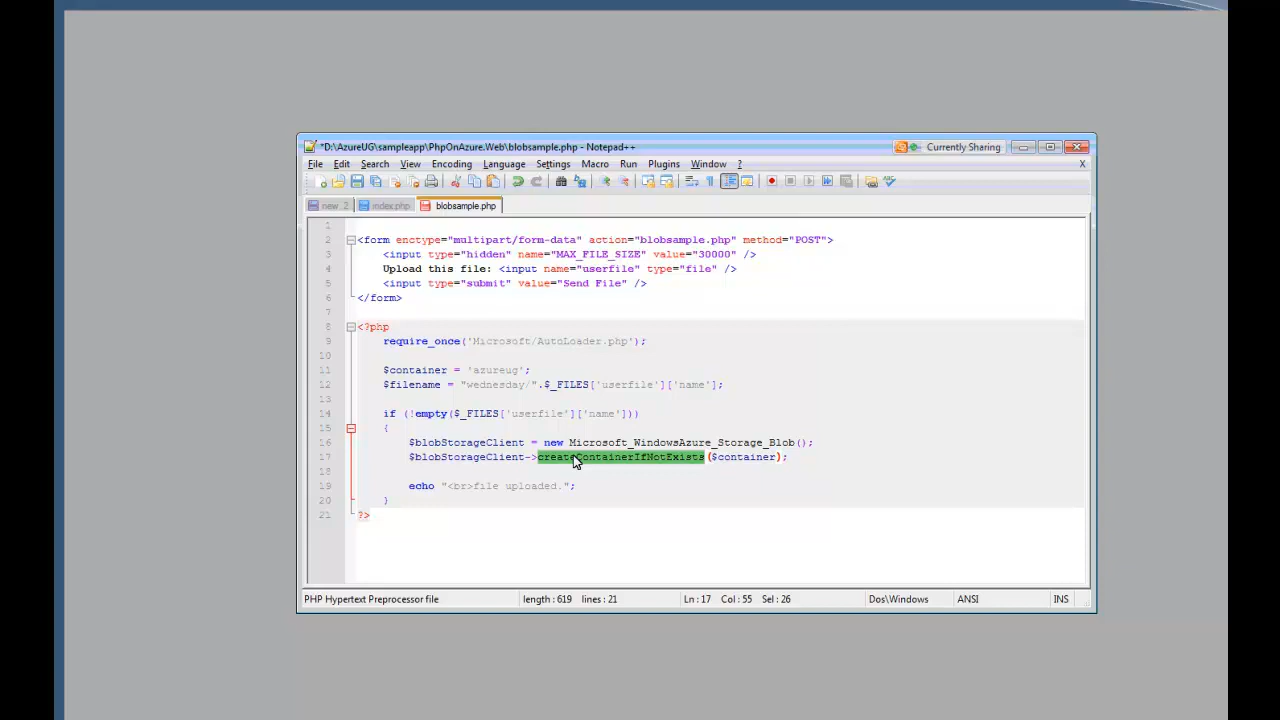 *D:\AzureUG\sampleapp\PhpOnAzure.Web\blobsample.php - Notepad++
Currently Sharing
File Edit Search View Encoding Language Settings Macro Run Plugins Window ? X
new 2 index.php blobsample.php
1
2 <form enctype="multipart/form-data" action="blobsample.php" method="POST">
3 <input type="hidden" name="MAX_FILE_SIZE" value="30000" />
4 Upload this file: <input name="userfile" type="file" />
5 <input type="submit" value="Send File" />
6 </form>
7
8 <?php
9 require_once('Microsoft/AutoLoader.php');
10
11 $container = 'azureug';
12 $filename = "wednesday/".$_FILES['userfile']['name'];
13
14 if (!empty($_FILES['userfile']['name']))
15 {
16 $blobStorageClient = new Microsoft_WindowsAzure_Storage_Blob();
17 $blobStorageClient->createContainerIfNotExists($container);
18
19 echo "<br>file uploaded.";
20 }
21 ?>
PHP Hypertext Preprocessor file length : 619 lines : 21 Ln : 17 Col : 55 Sel : 26 Dos\Windows ANSI INS